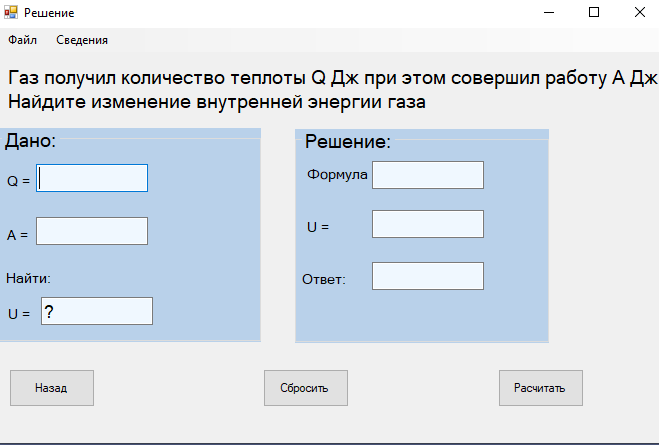 Решение
Файл Сведения
Газ получил количество теплоты Q Дж при этом совершил работу А Дж
Найдите изменение внутренней энергии газа
Дано:
Q =
A =
Найти:
U = ?
Решение:
Формула
U =
Ответ:
Назад
Сбросить
Расчитать